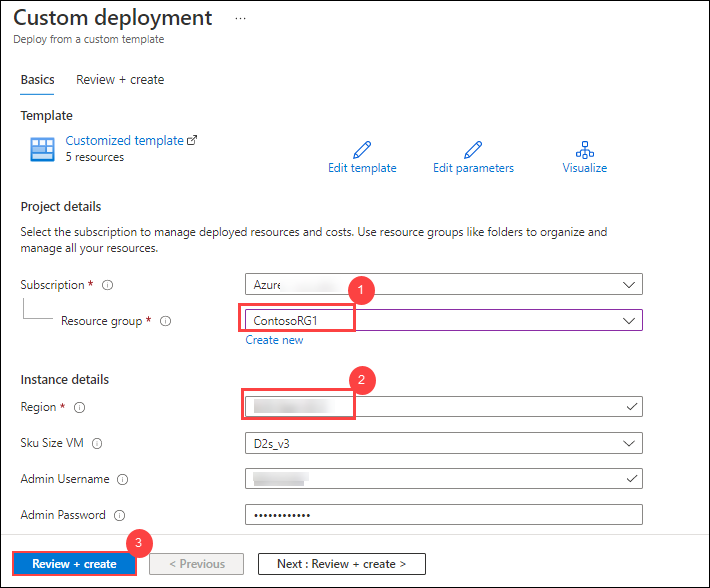 Custom deployment ...
Deploy from a custom template
Basics Review + create
Template
Customized template
5 resources
Edit template Edit parameters Visualize
Project details
Select the subscription to manage deployed resources and costs. Use resource groups like folders to organize and
manage all your resources.
Subscription * Azure
1
Resource group * ContosoRG1
Create new
Instance details
2
Region *
Sku Size VM D2s_v3
Admin Username
Admin Password ••••••••••••
3
Review + create < Previous Next : Review + create >